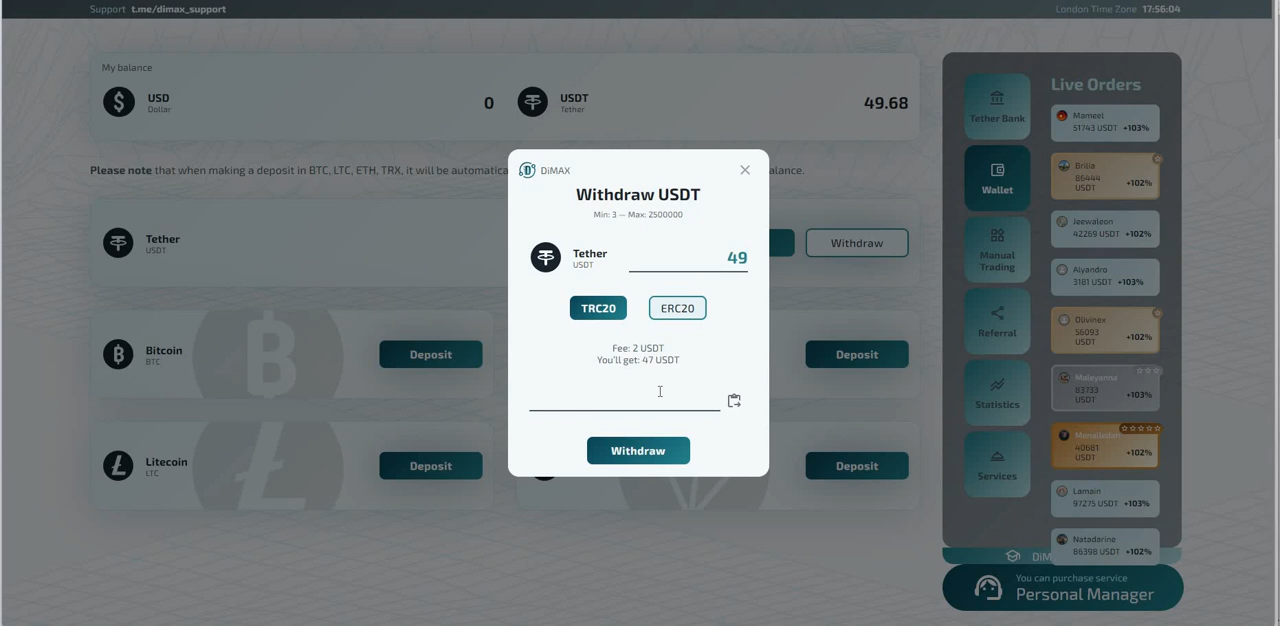 Support t.me/dimax_support
London Time Zone 17:56:04
My balance
USD
Dollar
0
USDT
Tether
49.68
Please note that when making a deposit in BTC, LTC, ETH, TRX, it will be
alance.
Tether
USDT
Withdraw
Bitcoin
BTC
Deposit
Deposit
Litecoin
LTC
Deposit
Deposit
DiMAX
Withdraw USDT
Min: 3 — Max: 2500000
Tether
USDT
49
TRC20
ERC20
Fee: 2 USDT
You'll get: 47 USDT
Withdraw
Tether Bank
Wallet
Manual
Trading
Referral
Statistics
Services
Live Orders
Mameel
51743 USDT +103%
Brilia
86444
USDT
+102%
Jeewaleon
42269 USDT +102%
Alyandro
3181 USDT +103%
Olivinex
56093
USDT
+102%
Maleyanna
83733
USDT
+103%
40681
USDT
+102%
Lamain
97275 USDT +103%
Natadarine
86398 USDT +102%
You can purchase service
Personal Manager